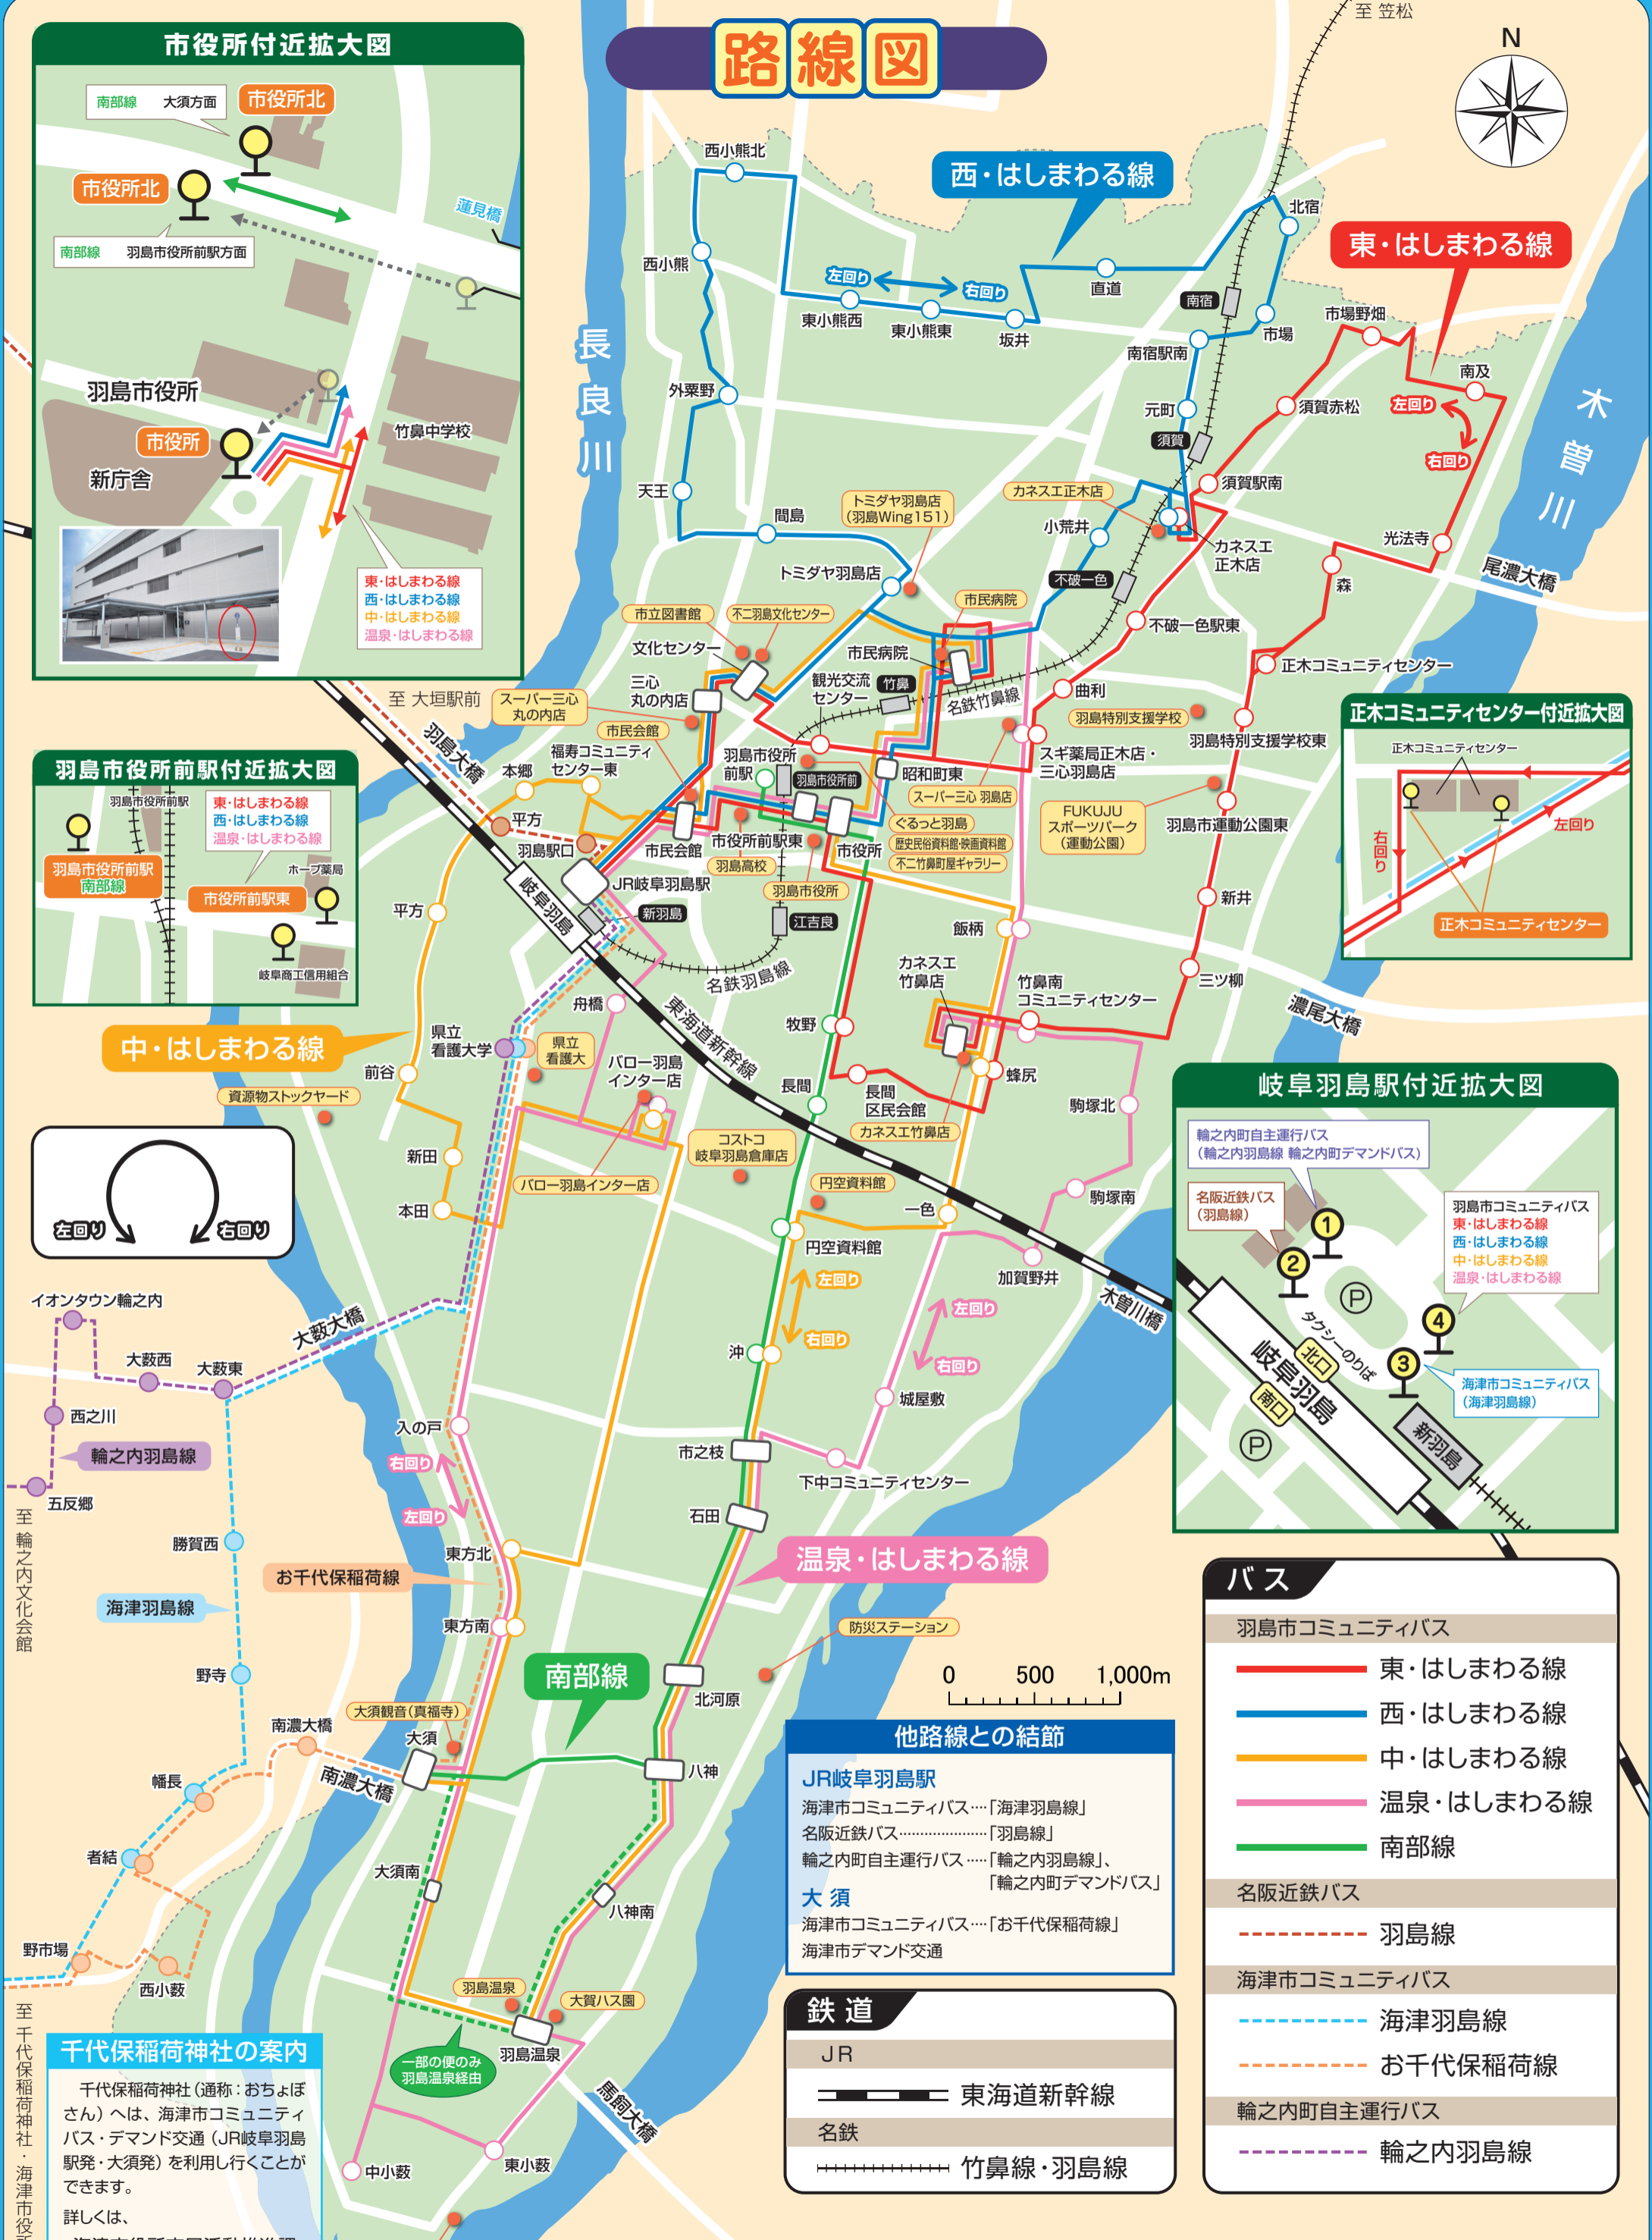 路線図
至 笠松
N
市役所付近拡大図
南部線 大須方面
市役所北
市役所北
南部線 羽島市役所前駅方面
蓮見橋
羽島市役所
市役所
新庁舎
竹鼻中学校
東・はしまわる線
西・はしまわる線
中・はしまわる線
温泉・はしまわる線
長良川
木曽川
西・はしまわる線
東・はしまわる線
西小熊北
西小熊
左回り
右回り
東小熊西
東小熊東
坂井
直道
北宿
南宿
市場
南宿駅南
市場野畑
南及
左回り
右回り
外粟野
元町
須賀
須賀赤松
須賀駅南
天王
間島
トミダヤ羽島店
(羽島Wing151)
カネスエ正木店
小荒井
カネスエ
正木店
光法寺
尾濃大橋
森
トミダヤ羽島店
不破一色
不破一色駅東
市立図書館
不二羽島文化センター
市民病院
文化センター
市民病院
正木コミュニティセンター
三心
丸の内店
観光交流
センター
竹鼻
名鉄竹鼻線
曲利
羽島特別支援学校
羽島特別支援学校東
至 大垣駅前
スーパー三心
丸の内店
市民会館
羽島大橋
福寿コミュニティ
センター東
本郷
羽島市役所
前駅
羽島市役所前
昭和町東
スギ薬局正木店・
三心羽島店
スーパー三心 羽島店
FUKUJU
スポーツパーク
(運動公園)
羽島市運動公園東
平方
羽島駅口
市民会館
市役所前駅東
市役所
ぐるっと羽島
歴史民俗資料館・映画資料館
不二竹鼻町屋ギャラリー
羽島高校
羽島市役所
JR岐阜羽島駅
岐阜羽島
新羽島
江吉良
平方
飯柄
新井
名鉄羽島線
カネスエ
竹鼻店
竹鼻南
コミュニティセンター
三ツ柳
濃尾大橋
舟橋
東海道新幹線
牧野
正木コミュニティセンター付近拡大図
正木コミュニティセンター
右回り
左回り
正木コミュニティセンター
羽島市役所前駅付近拡大図
羽島市役所前駅
東・はしまわる線
西・はしまわる線
温泉・はしまわる線
羽島市役所前駅
南部線
ホープ薬局
市役所前駅東
岐阜商工信用組合
中・はしまわる線
県立
看護大学
県立
看護大
前谷
資源物ストックヤード
バロー羽島
インター店
長間
長間
区民会館
蜂尻
カネスエ竹鼻店
駒塚北
新田
コストコ
岐阜羽島倉庫店
バロー羽島インター店
円空資料館
駒塚南
本田
一色
円空資料館
加賀野井
木曽川橋
左回り
右回り
左回り
右回り
左回り
右回り
岐阜羽島駅付近拡大図
輪之内町自主運行バス
(輪之内羽島線 輪之内町デマンドバス)
名阪近鉄バス
(羽島線)
1
2
羽島市コミュニティバス
東・はしまわる線
西・はしまわる線
中・はしまわる線
温泉・はしまわる線
P
タクシーのりば
4
3
北口
岐阜羽島
南口
海津市コミュニティバス
(海津羽島線)
P
新羽島
イオンタウン輪之内
大薮大橋
大薮西
大薮東
西之川
輪之内羽島線
五反郷
至 輪之内文化会館
沖
入の戸
右回り
左回り
城屋敷
市之枝
下中コミュニティセンター
石田
勝賀西
東方北
お千代保稲荷線
温泉・はしまわる線
海津羽島線
東方南
防災ステーション
野寺
南部線
北河原
0 500 1,000m
大須観音(真福寺)
南濃大橋
大須
南濃大橋
八神
幡長
者結
大須南
八神南
野市場
西小薮
羽島温泉
大賀ハス園
羽島温泉
一部の便のみ
羽島温泉経由
馬飼大橋
中小薮
東小薮
至 千代保稲荷神社・海津市役所
他路線との結節
JR岐阜羽島駅
海津市コミュニティバス‥‥「海津羽島線」
名阪近鉄バス‥‥‥‥‥‥‥「羽島線」
輪之内町自主運行バス‥‥‥「輪之内羽島線」、
「輪之内町デマンドバス」
大須
海津市コミュニティバス‥‥「お千代保稲荷線」
海津市デマンド交通
鉄道
JR
東海道新幹線
名鉄
竹鼻線・羽島線
バス
羽島市コミュニティバス
東・はしまわる線
西・はしまわる線
中・はしまわる線
温泉・はしまわる線
南部線
名阪近鉄バス
羽島線
海津市コミュニティバス
海津羽島線
お千代保稲荷線
輪之内町自主運行バス
輪之内羽島線
千代保稲荷神社の案内
千代保稲荷神社(通称:おちょぼ
さん)へは、海津市コミュニティ
バス・デマンド交通(JR岐阜羽島
駅発・大須発)を利用し行くことが
できます。
詳しくは、